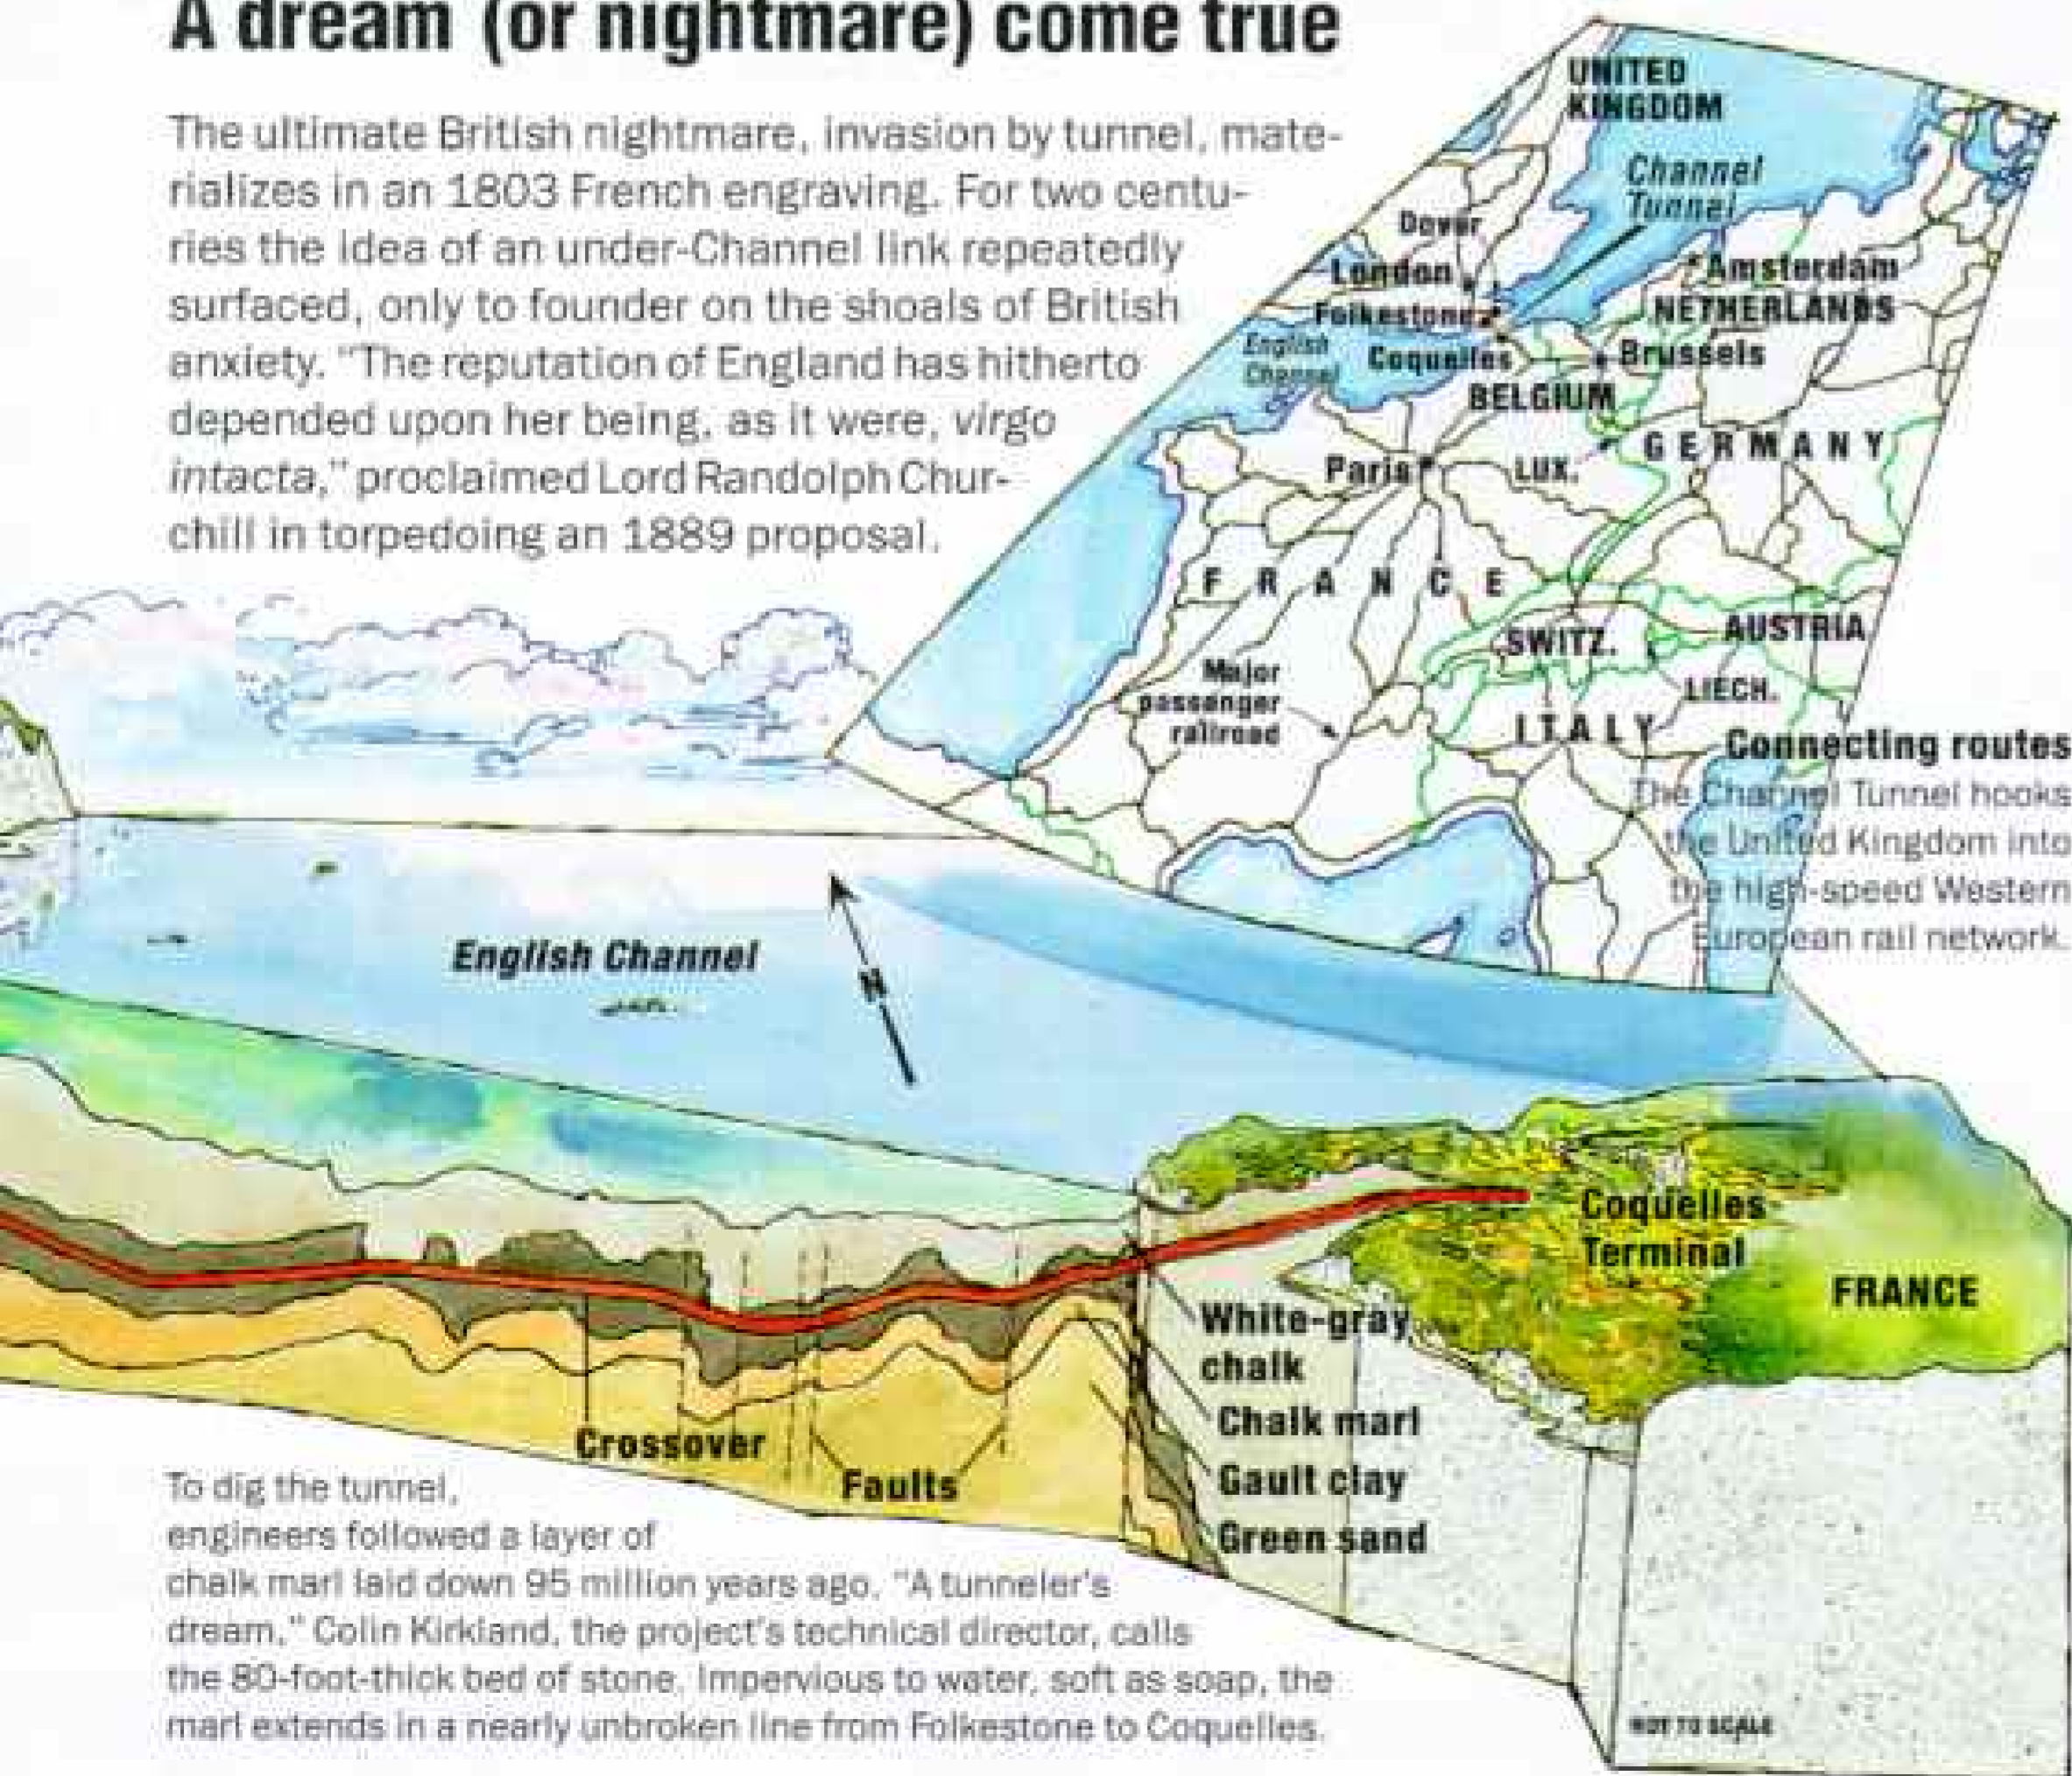 A dream (or nightmare) come true
The ultimate British nightmare, invasion by tunnel, mate-
rializes in an 1803 French engraving. For two centu-
ries the idea of an under-Channel link repeatedly
surfaced, only to founder on the shoals of British
anxiety. "The reputation of England has hitherto
depended upon her being, as it were, virgo
intacta," proclaimed Lord Randolph Chur-
chill in torpedoing an 1889 proposal.
UNITED
KINGDOM
Channel
Tunnel
Dover
London
Amsterdam
Folkestone
NETHERLANDS
English
Channel
Coquelles
Brussels
BELGIUM
GERMANY
Paris
LUX.
FRANCE
SWITZ.
AUSTRIA
Major
passenger
railroad
LIECH.
ITALY
Connecting routes
The Channel Tunnel hooks
the United Kingdom into
the high-speed Western
European rail network.
English Channel
N
Coquelles
Terminal
FRANCE
White-gray
chalk
Chalk marl
Gault clay
Green sand
Crossover
Faults
To dig the tunnel,
engineers followed a layer of
chalk marl laid down 95 million years ago. "A tunneler's
dream," Colin Kirkland, the project's technical director, calls
the 80-foot-thick bed of stone. Impervious to water, soft as soap, the
marl extends in a nearly unbroken line from Folkestone to Coquelles.
NOT TO SCALE